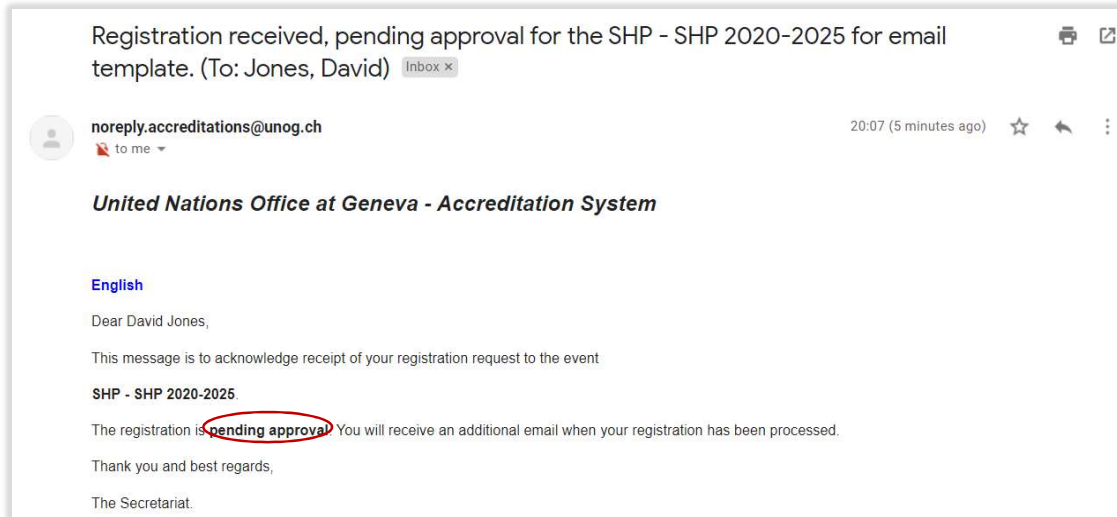 Registration received, pending approval for the SHP - SHP 2020-2025 for email
template. (To: Jones, David) Inbox ×
noreply.accreditations@unog.ch 20:07 (5 minutes ago)
to me
United Nations Office at Geneva - Accreditation System
English
Dear David Jones,
This message is to acknowledge receipt of your registration request to the event
SHP - SHP 2020-2025.
The registration is pending approval. You will receive an additional email when your registration has been processed.
Thank you and best regards,
The Secretariat.